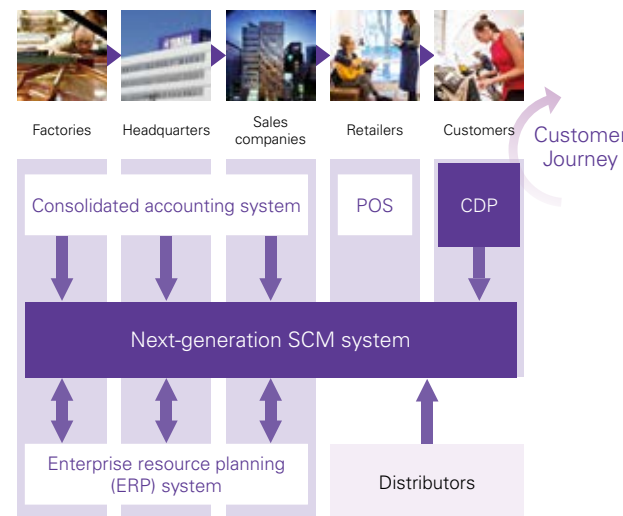 Factories
Headquarters
Sales
companies
Retailers
Customers
Customer
Journey
Consolidated accounting system
POS
CDP
Next-generation SCM system
Enterprise resource planning
(ERP) system
Distributors